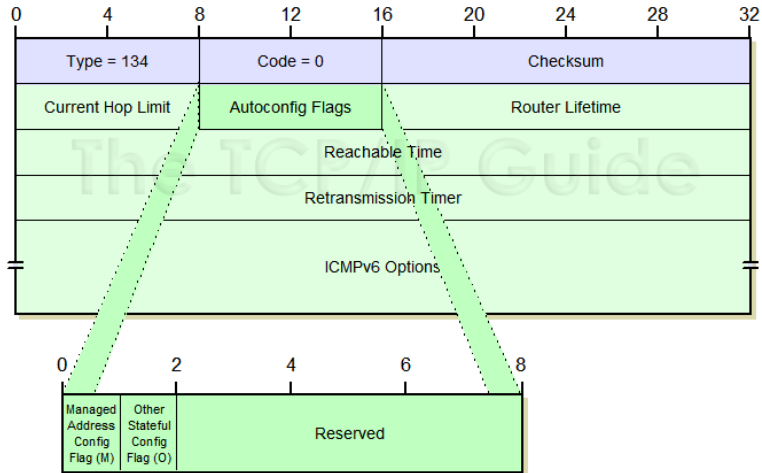 0 4 8 12 16 20 24 28 32
Type = 134 Code = 0 Checksum
Current Hop Limit Autoconfig Flags Router Lifetime
Reachable Time
The TCP/IP Guide
Retransmission Timer
ICMPv6 Options
0 2 4 6 8
Managed
Address
Config
Flag (M)
Other
Stateful
Config
Flag (O)
Reserved